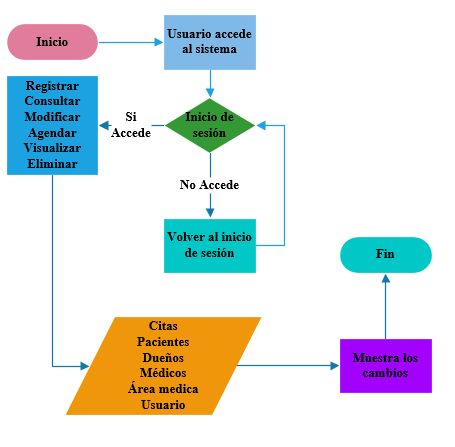 Inicio
Usuario accede
al sistema
Registrar
Consultar
Modificar
Agendar
Visualizar
Eliminar
Si
Accede
Inicio de
sesión
No Accede
Volver al inicio
de sesión
Fin
Citas
Pacientes
Dueños
Médicos
Área medica
Usuario
Muestra los
cambios